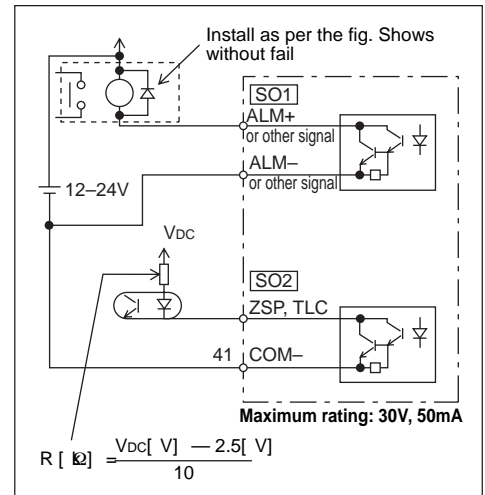 Install as per the fig. Shows
without fail
SO1
ALM+
or other signal
ALM–
or other signal
12–24V
VDC
SO2
ZSP, TLC
41 COM–
Maximum rating: 30V, 50mA
R [ kΩ] = VDC[ V] — 2.5[ V]
10